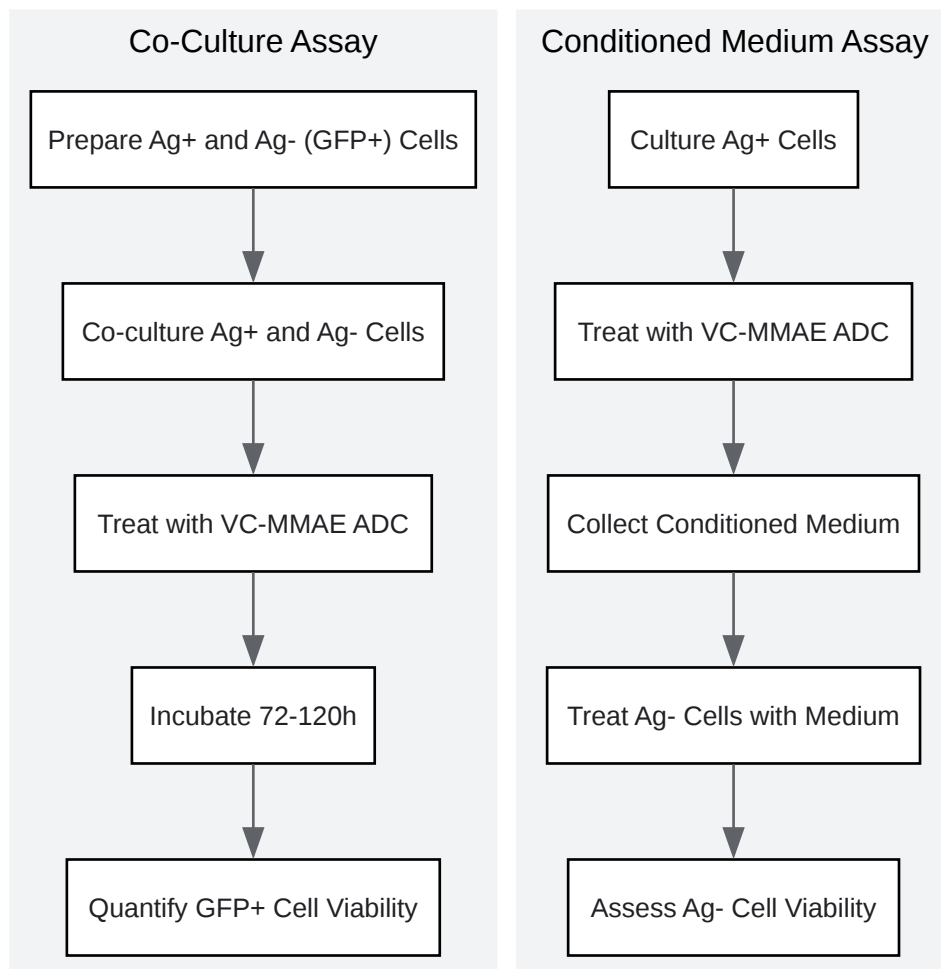 Co-Culture Assay
Prepare Ag+ and Ag- (GFP+) Cells
Co-culture Ag+ and Ag- Cells
Treat with VC-MMAE ADC
Incubate 72-120h
Quantify GFP+ Cell Viability
Conditioned Medium Assay
Culture Ag+ Cells
Treat with VC-MMAE ADC
Collect Conditioned Medium
Treat Ag- Cells with Medium
Assess Ag- Cell Viability